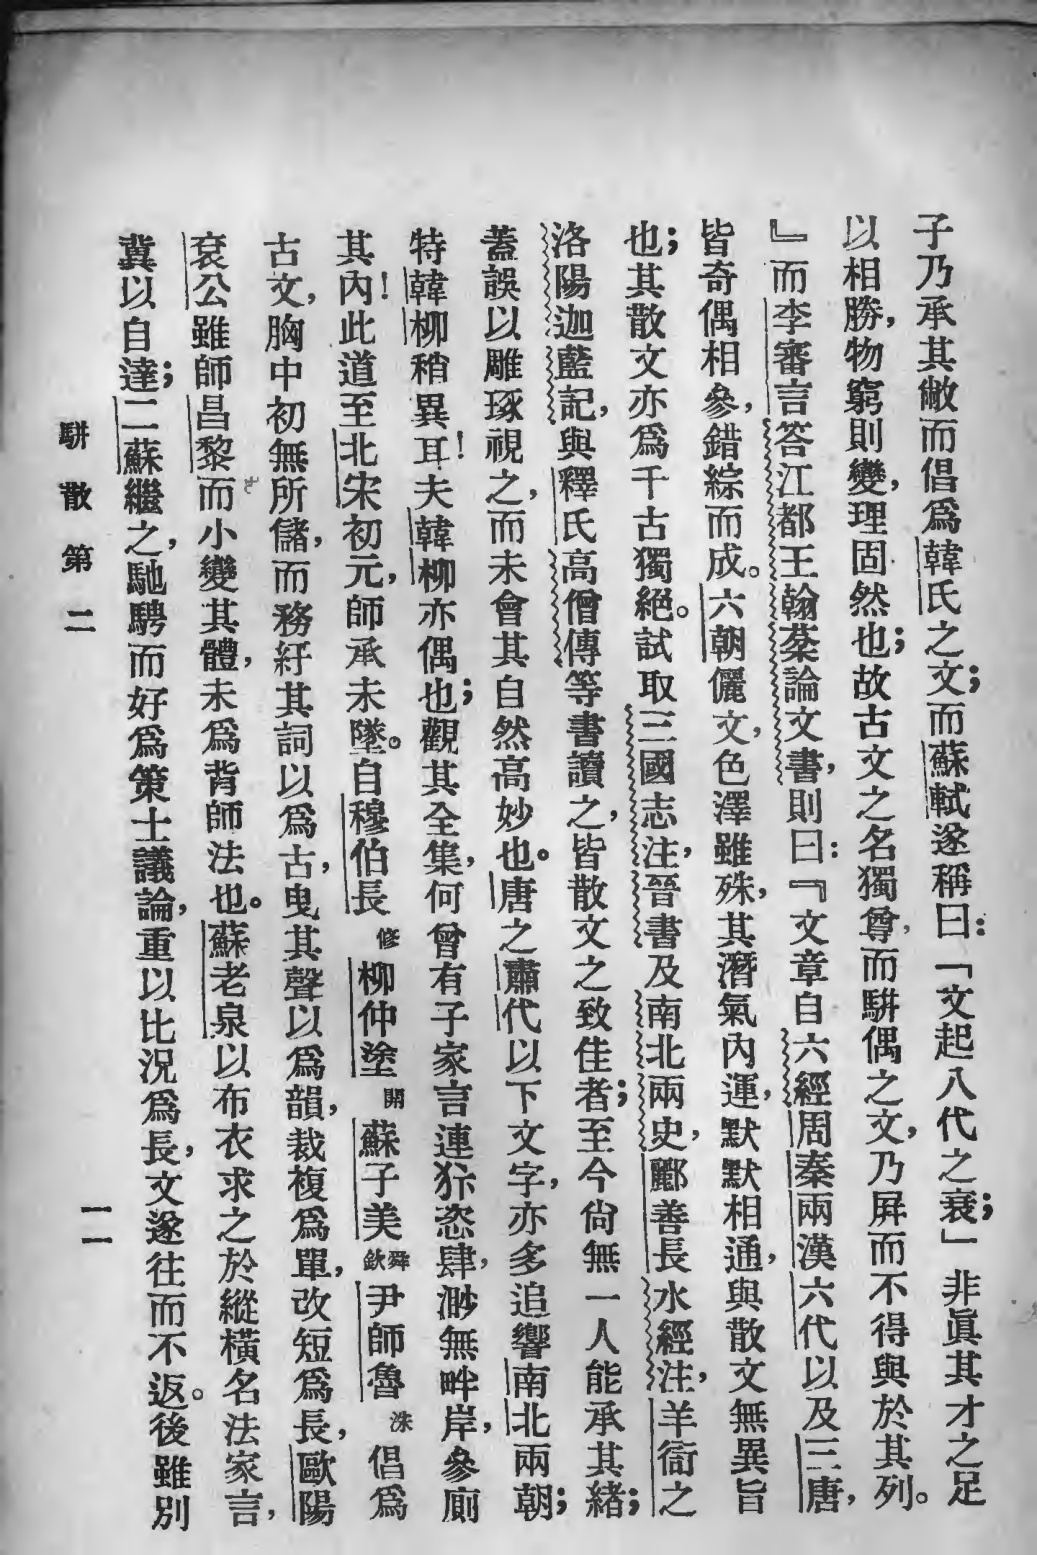 子乃承其敝而倡爲韓氏之文；而蘇軾遂稱曰：「文起八代之衰；」非眞其才之足
以相勝，物窮則變，理固然也；故古文之名獨尊，而駢偶之文，乃屏而不得與於其列。
』而李審言答江都王翰棻論文書，則曰：『文章自六經周秦兩漢六代以及三唐，
皆奇偶相參，錯綜而成。六朝儷文，色澤雖殊，其潛氣內運，默默相通，與散文無異旨
也；其散文亦爲千古獨絕。試取三國志注，晉書及南北兩史，酈善長水經注，羊衒之
洛陽迦藍記，與釋氏高僧傳等書讀之，皆散文之致佳者；至今尙無一人能承其緒；
蓋誤以雕琢視之，而未會其自然高妙也。唐之肅代以下文字，亦多追響南北兩朝；
特韓柳稍異耳！夫韓柳亦偶也；觀其全集，何曾有子家言連犿恣肆，渺無畔岸，參廁
其內！此道至北宋初元，師承未墜。自穆伯長修柳仲塗開蘇子美舜欽尹師魯洙倡爲
古文，胸中初無所儲，而務紆其詞以爲古，曳其聲以爲韻，裁複爲單，改短爲長，歐陽
袞公雖師昌黎而小變其體，未爲背師法也。蘇老泉以布衣求之於縱橫名法家言，
冀以自達；二蘇繼之，馳騁而好爲策士議論，重以比況爲長，文遂往而不返。後雖別
駢散第二
一一